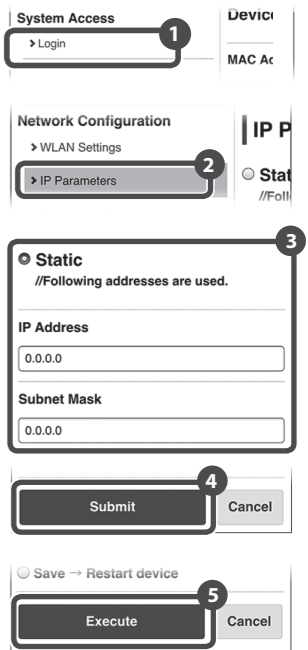 System Access
Device
> Login
1
MAC Ac
Network Configuration
IP P
> WLAN Settings
2
> IP Parameters
Stat
//Foll
3
Static
//Following addresses are used.
IP Address
0.0.0.0
Subnet Mask
0.0.0.0
4
Submit
Cancel
Save → Restart device
5
Execute
Cancel